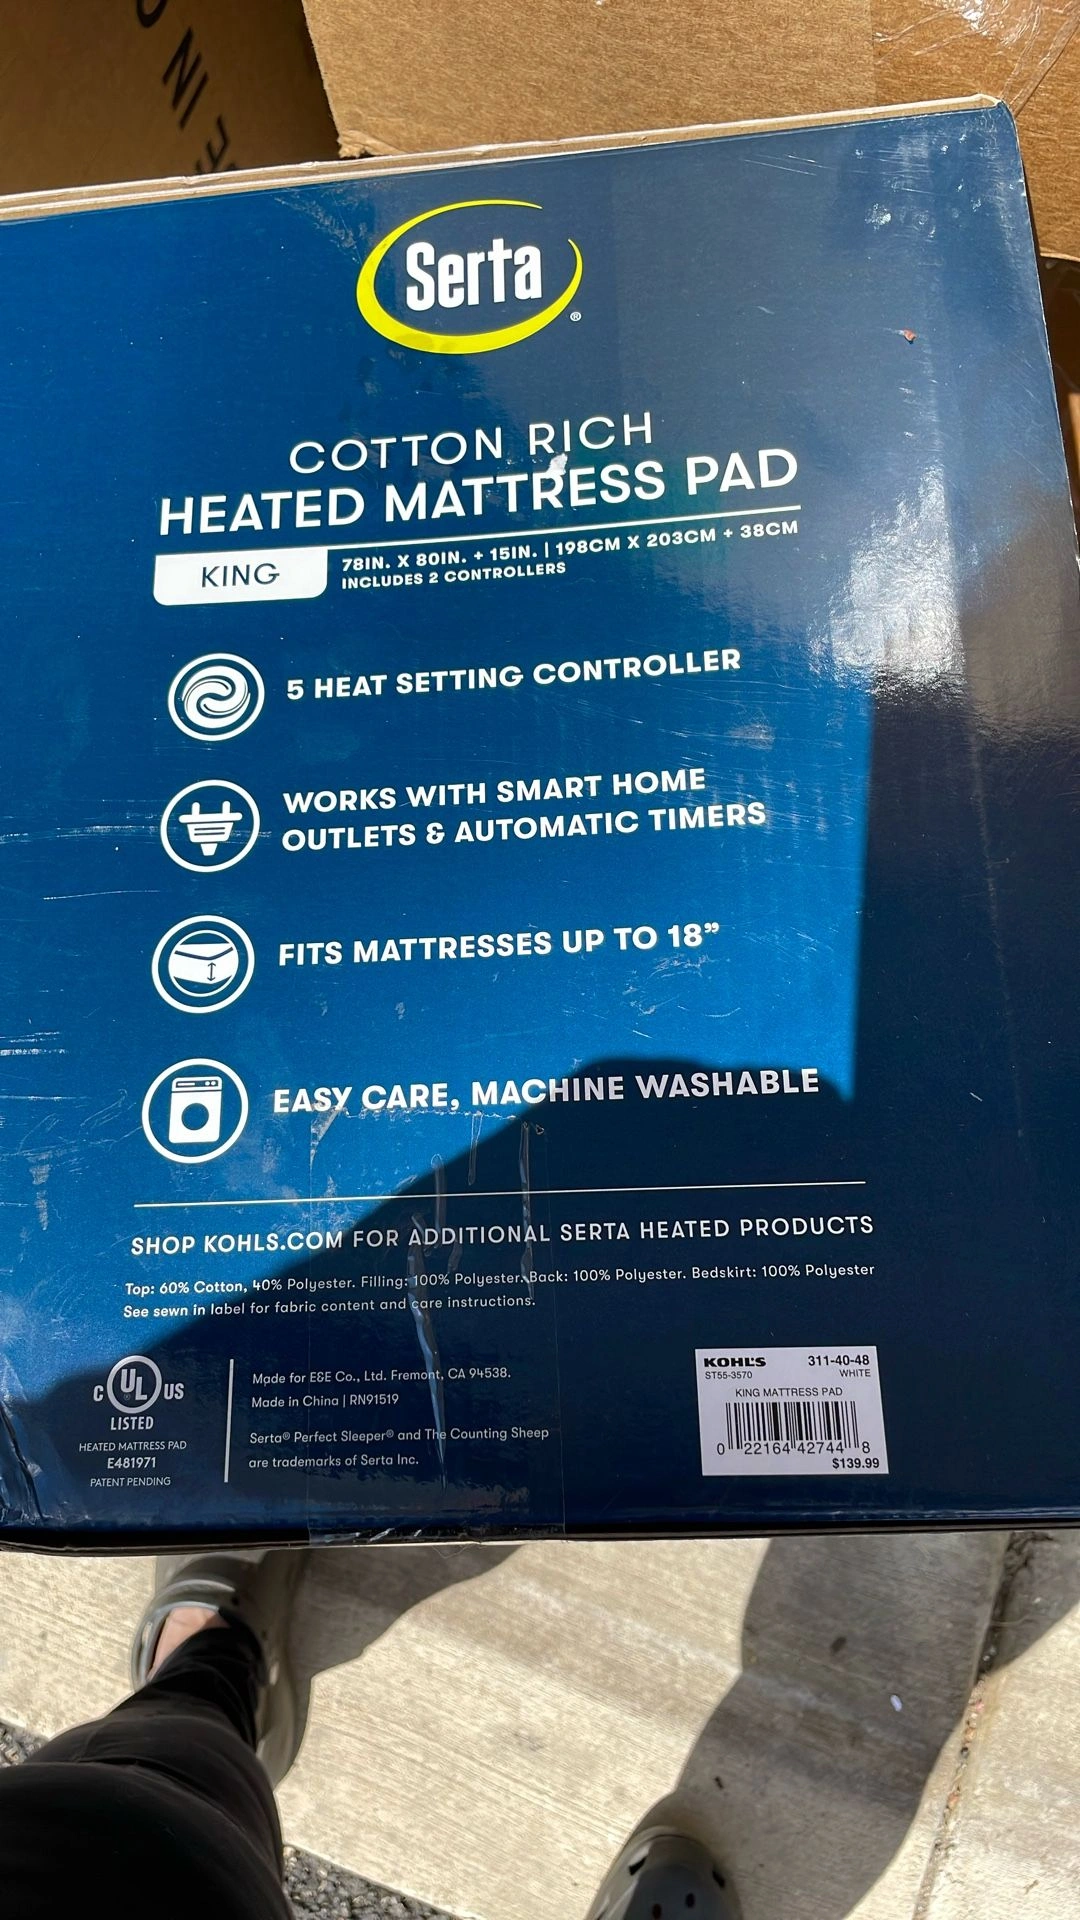 Serta®
COTTON RICH
HEATED MATTRESS PAD
KING
78IN. X 80IN. + 15IN. | 198CM X 203CM + 38CM
INCLUDES 2 CONTROLLERS
5 HEAT SETTING CONTROLLER
WORKS WITH SMART HOME
OUTLETS & AUTOMATIC TIMERS
FITS MATTRESSES UP TO 18”
EASY CARE, MACHINE WASHABLE
SHOP KOHLS.COM FOR ADDITIONAL SERTA HEATED PRODUCTS
Top: 60% Cotton, 40% Polyester. Filling: 100% Polyester. Back: 100% Polyester. Bedskirt: 100% Polyester
See sewn in label for fabric content and care instructions.
C UL® US
LISTED
HEATED MATTRESS PAD
E481971
PATENT PENDING
Made for E&E Co., Ltd. Fremont, CA 94538.
Made in China | RN91519
Serta® Perfect Sleeper® and The Counting Sheep
are trademarks of Serta Inc.
KOHL'S 311-40-48
ST55-3570 WHITE
KING MATTRESS PAD
0 22164 42744 8
$139.99